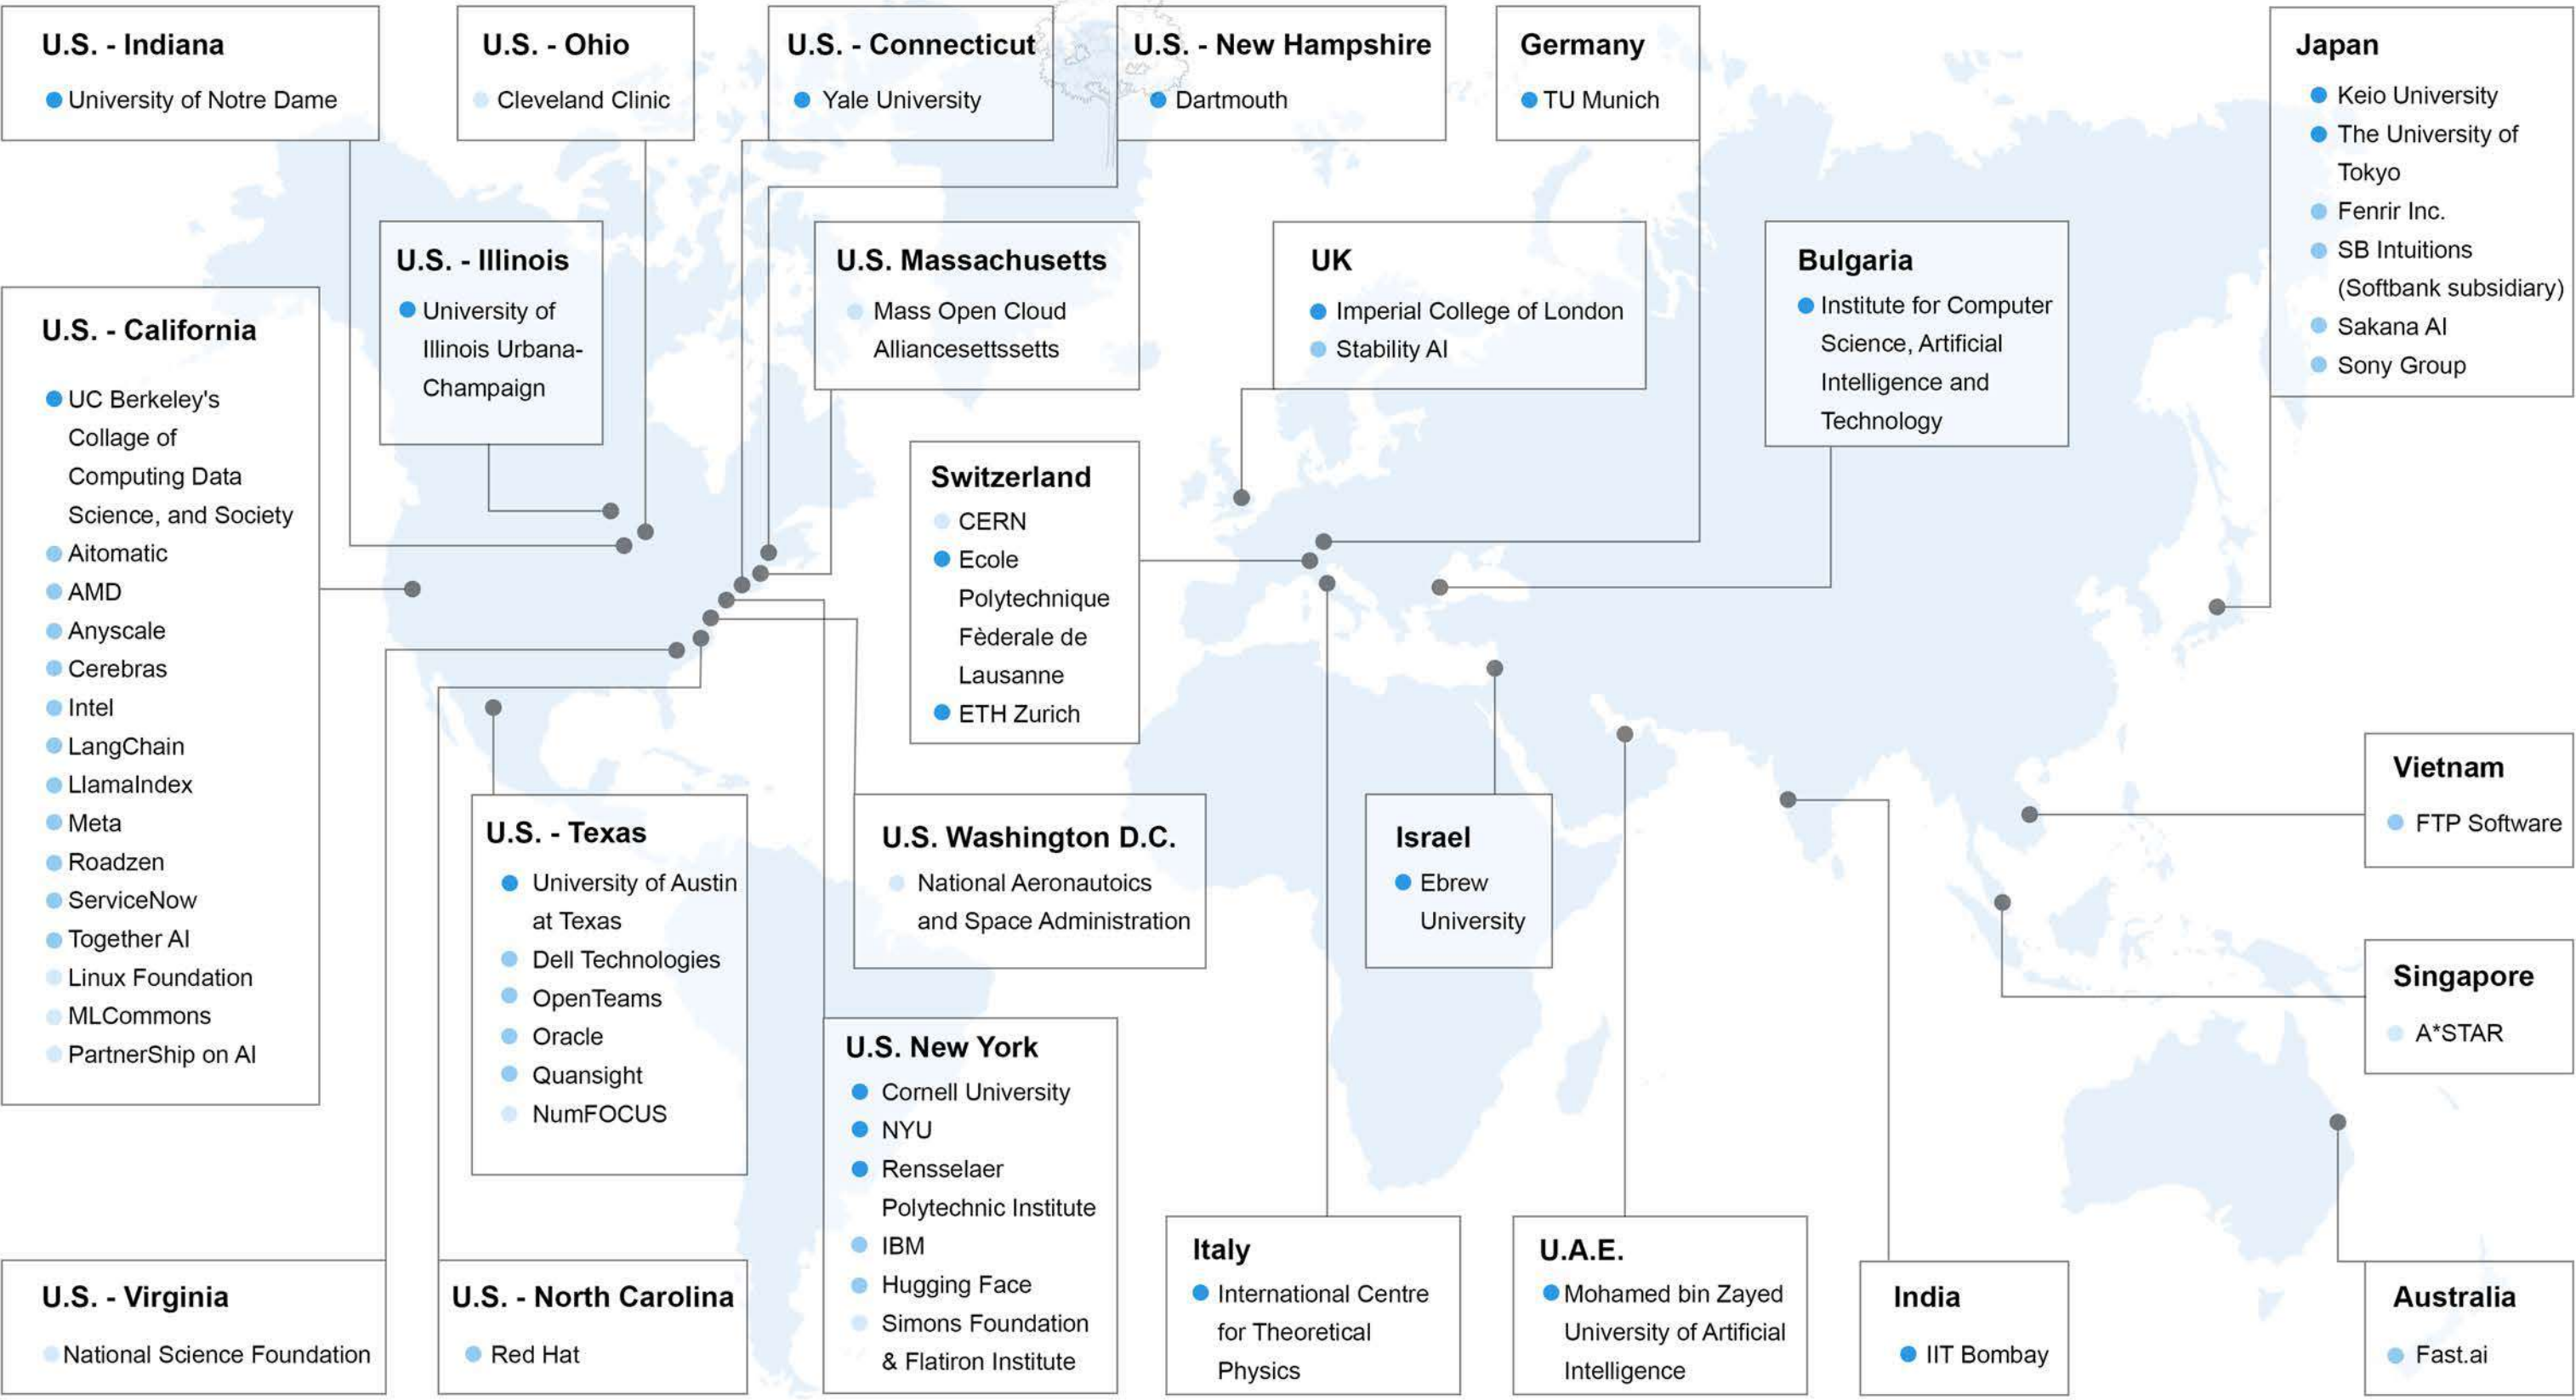 U.S. - Indiana
University of Notre Dame
U.S. - Ohio
Cleveland Clinic
U.S. - Connecticut
Yale University
U.S. - New Hampshire
Dartmouth
Germany
TU Munich
Japan
Keio University
The University of
Tokyo
Fenrir Inc.
SB Intuitions
(Softbank subsidiary)
Sakana AI
Sony Group
U.S. - Illinois
University of
Illinois Urbana-
Champaign
U.S. Massachusetts
Mass Open Cloud
Alliancesettssetts
UK
Imperial College of London
Stability AI
Bulgaria
Institute for Computer
Science, Artificial
Intelligence and
Technology
U.S. - California
UC Berkeley's
Collage of
Computing Data
Science, and Society
Aitomatic
AMD
Anyscale
Cerebras
Intel
LangChain
LlamaIndex
Meta
Roadzen
ServiceNow
Together AI
Linux Foundation
MLCommons
PartnerShip on AI
Switzerland
CERN
Ecole
Polytechnique
Fèderale de
Lausanne
ETH Zurich
U.S. - Texas
University of Austin
at Texas
Dell Technologies
OpenTeams
Oracle
Quansight
NumFOCUS
U.S. Washington D.C.
National Aeronautoics
and Space Administration
Israel
Ebrew
University
Vietnam
FTP Software
Singapore
A*STAR
U.S. New York
Cornell University
NYU
Rensselaer
Polytechnic Institute
IBM
Hugging Face
Simons Foundation
& Flatiron Institute
U.S. - Virginia
National Science Foundation
U.S. - North Carolina
Red Hat
Italy
International Centre
for Theoretical
Physics
U.A.E.
Mohamed bin Zayed
University of Artificial
Intelligence
India
IIT Bombay
Australia
Fast.ai